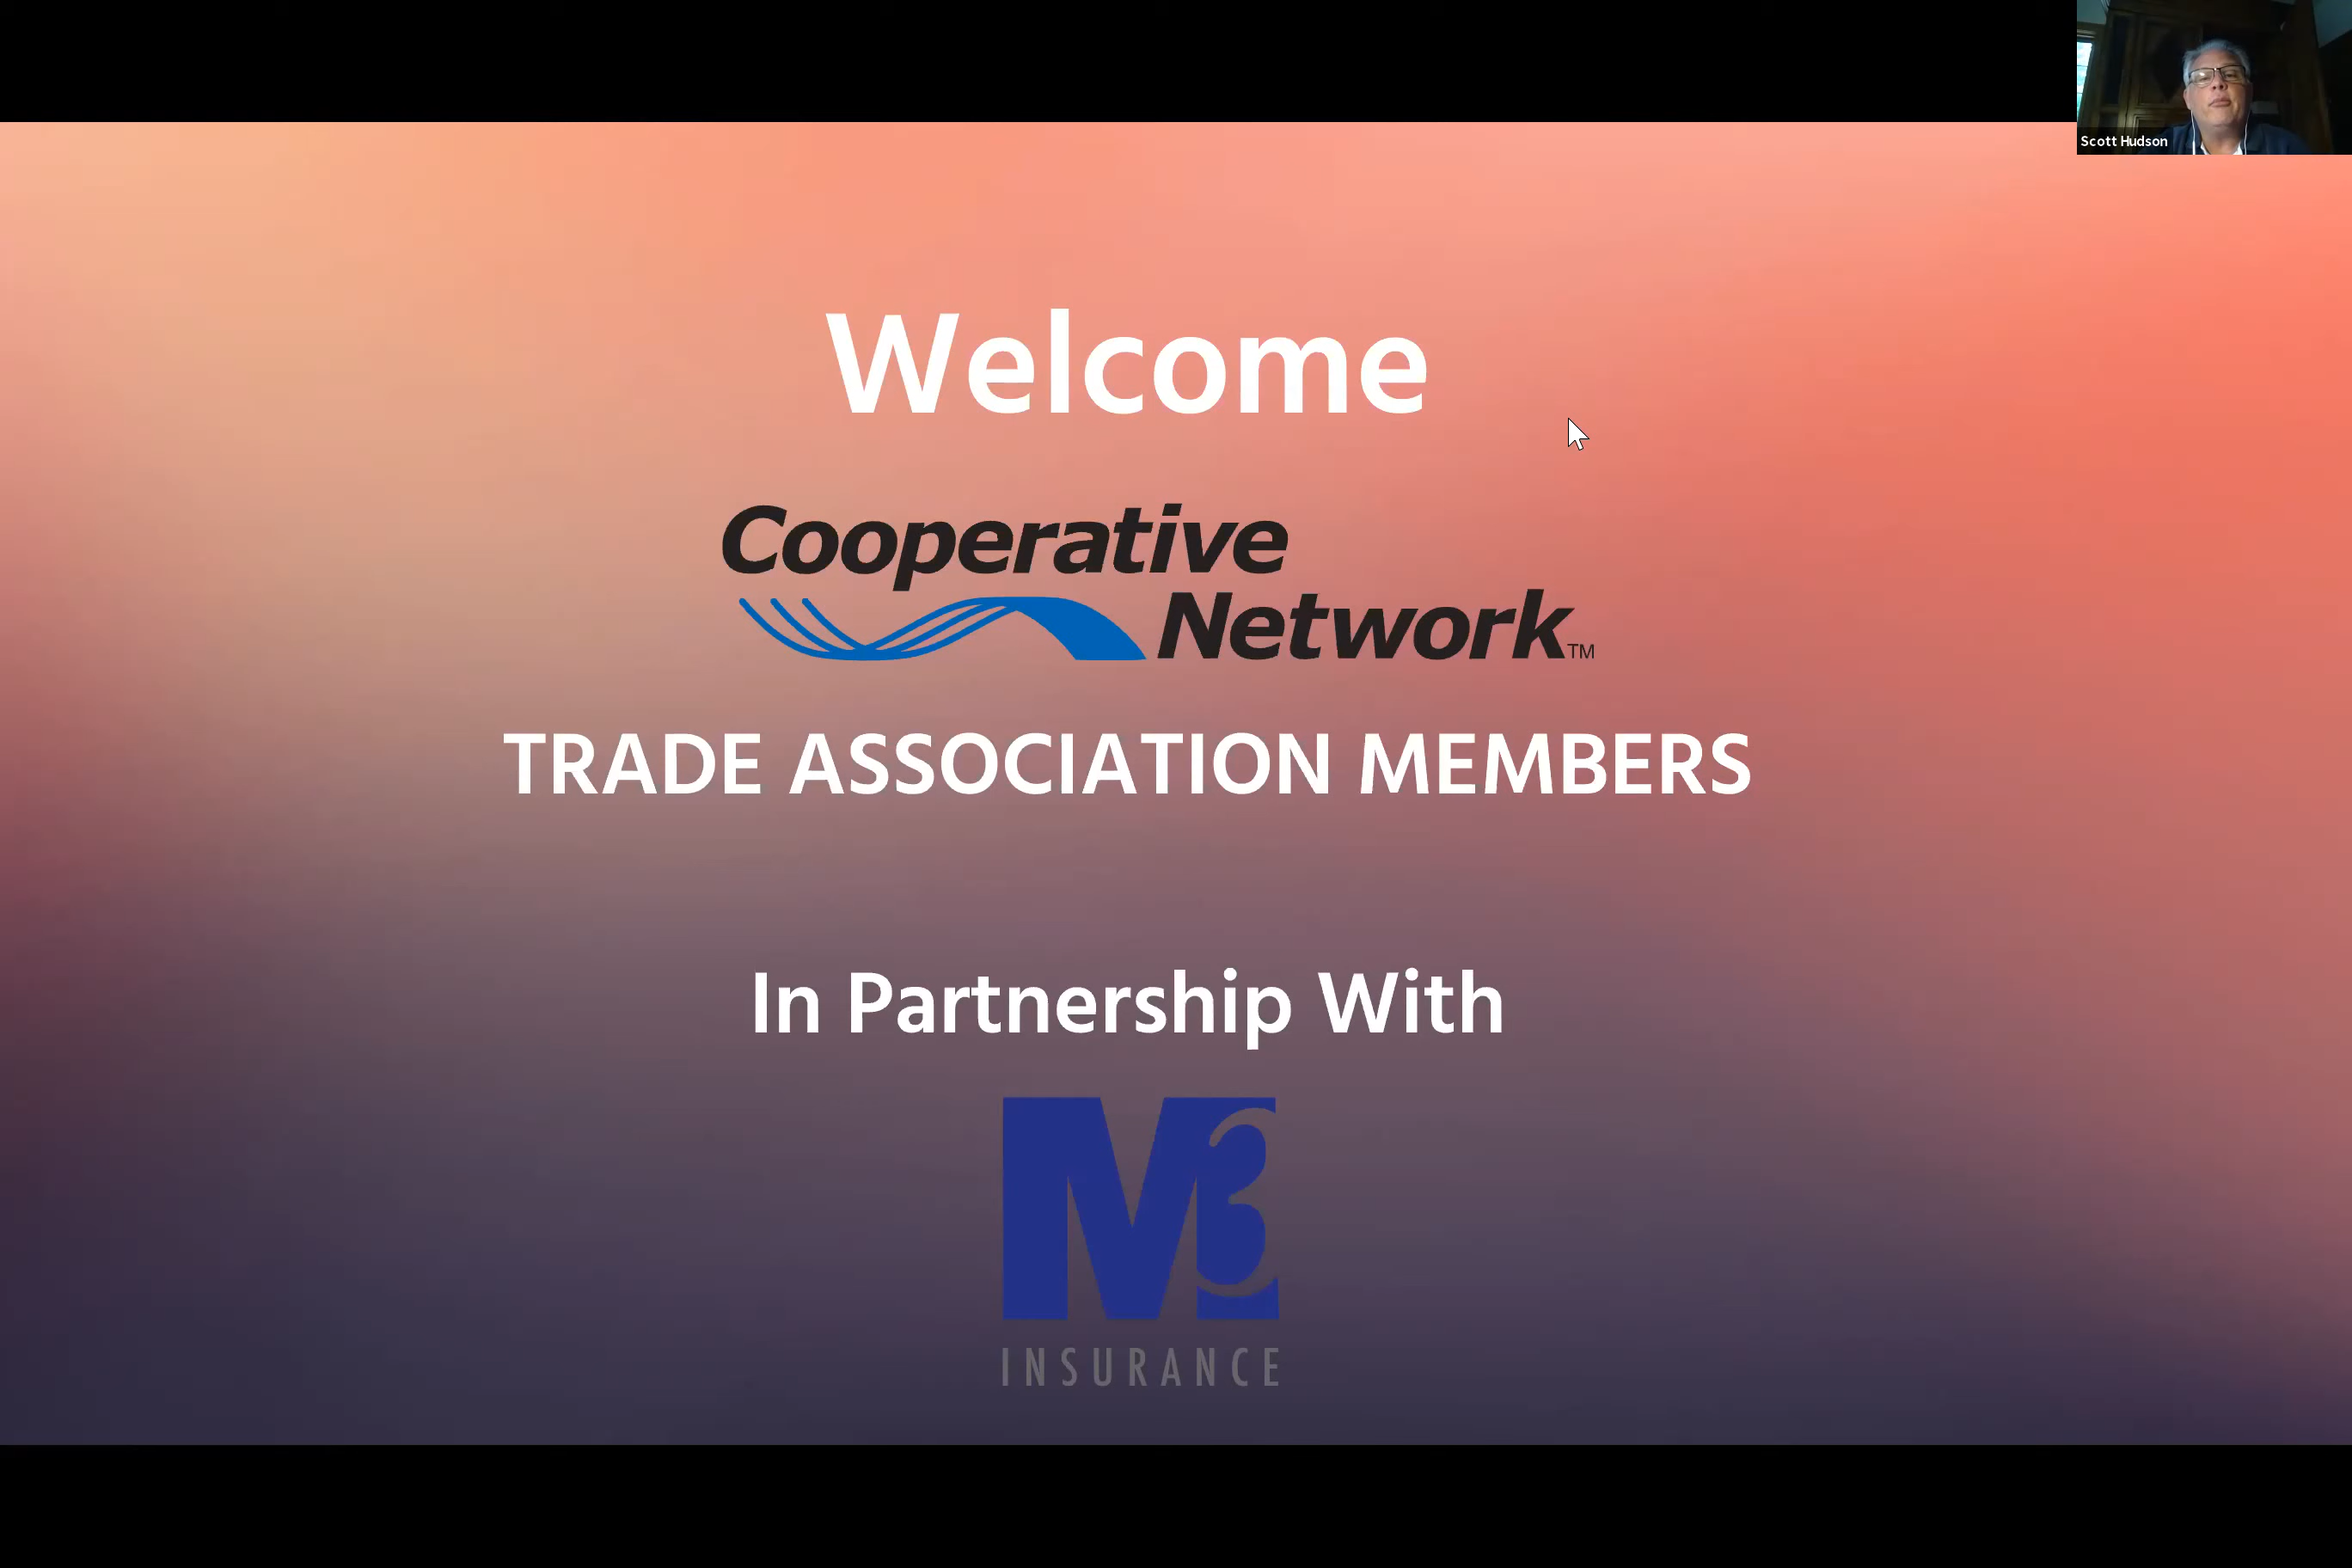 Scott Hudson
Welcome
Cooperative
Network™
TRADE ASSOCIATION MEMBERS
In Partnership With
M3
INSURANCE